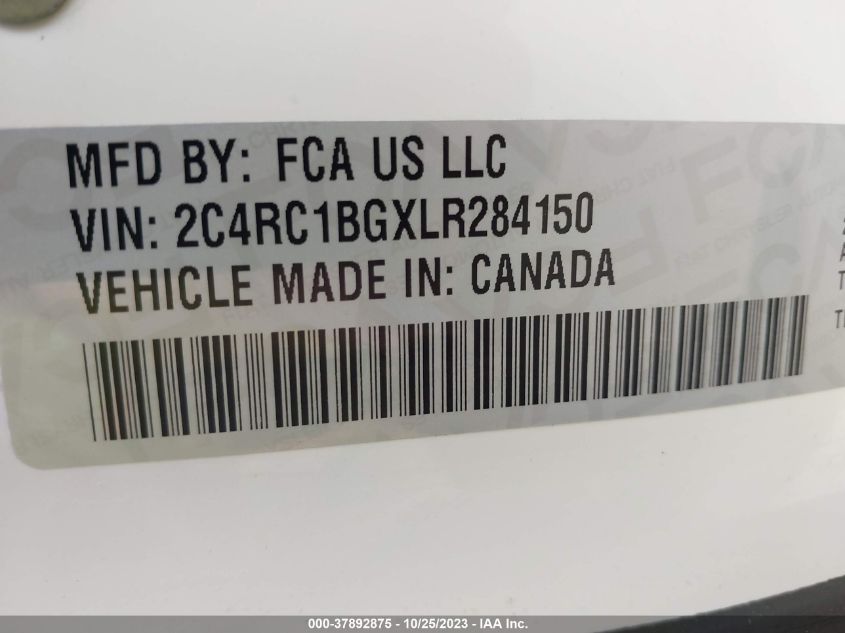 MFD BY: FCA US LLC
VIN: 2C4RC1BGXLR284150
VEHICLE MADE IN: CANADA
000-37892875 - 10/25/2023 - © IAA, Inc.